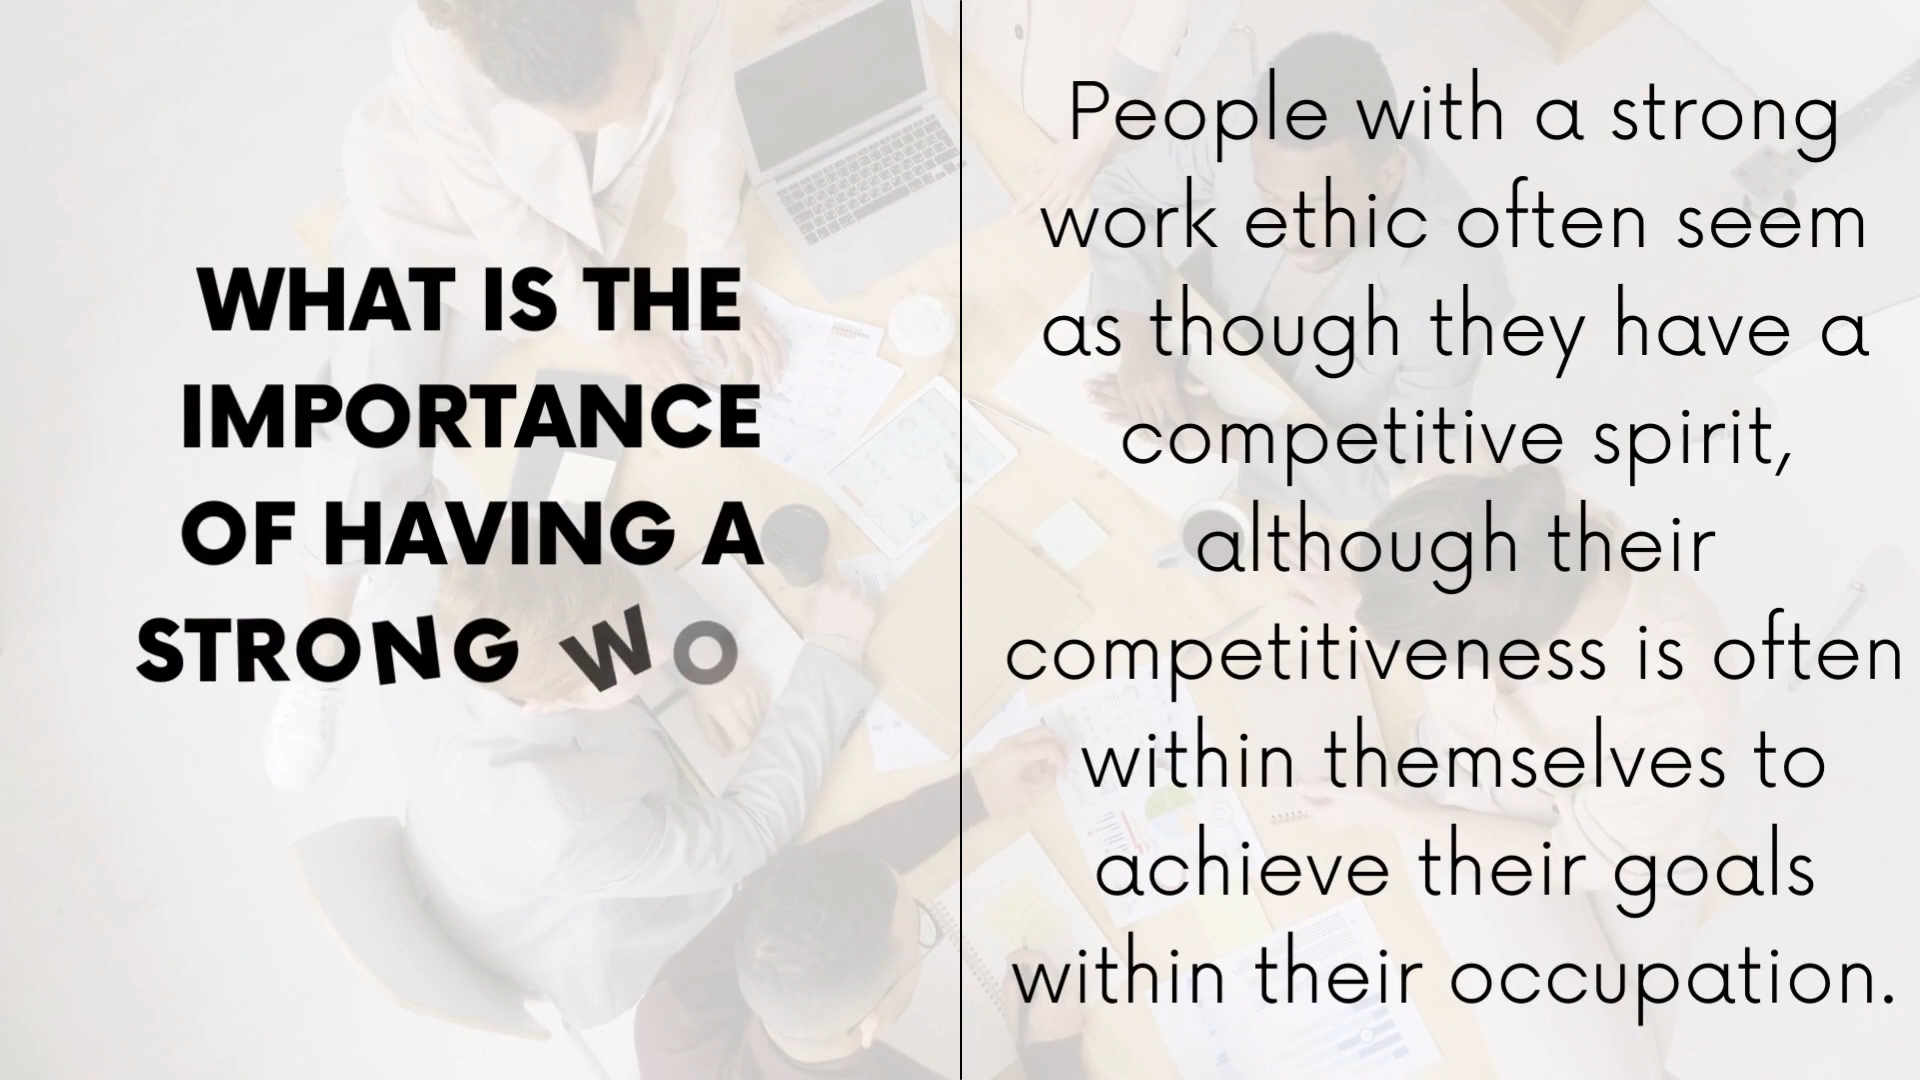 WHAT IS THE
IMPORTANCE
OF HAVING A
STRONG WO
People with a strong
work ethic often seem
as though they have a
competitive spirit,
although their
competitiveness is often
within themselves to
achieve their goals
within their occupation.